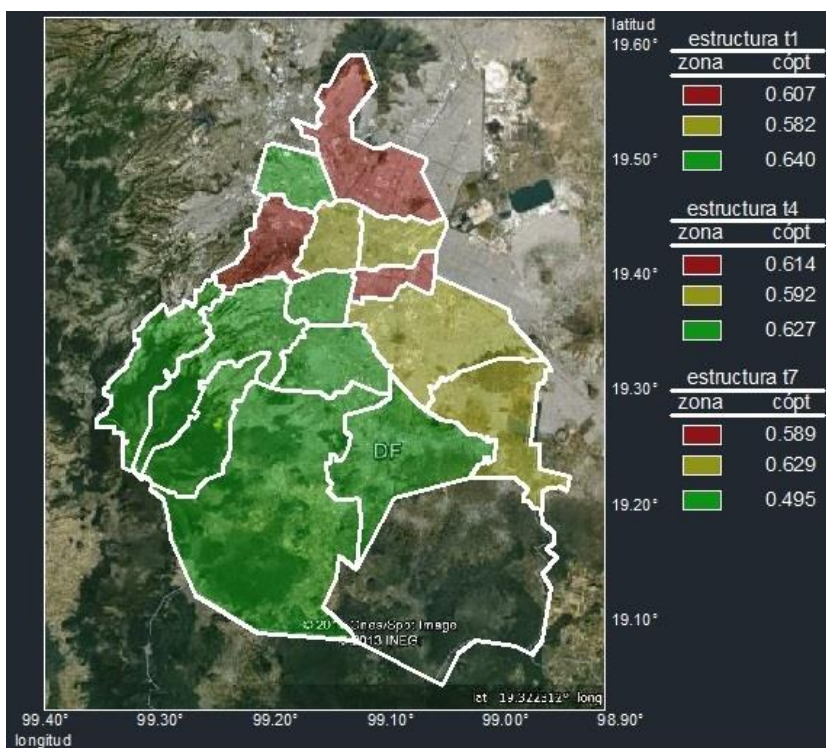 latitud
19.60°
19.50°
19.40°
19.30°
19.20°
19.10°
estructura t1
zona cópt
0.607
0.582
0.640
estructura t4
zona cópt
0.614
0.592
0.627
estructura t7
zona cópt
0.589
0.629
0.495
DF
Image
2013 INEGI
lat 19.322312° long
99.40° 99.30° 99.20° 99.10° 99.00° 98.90°
longitud